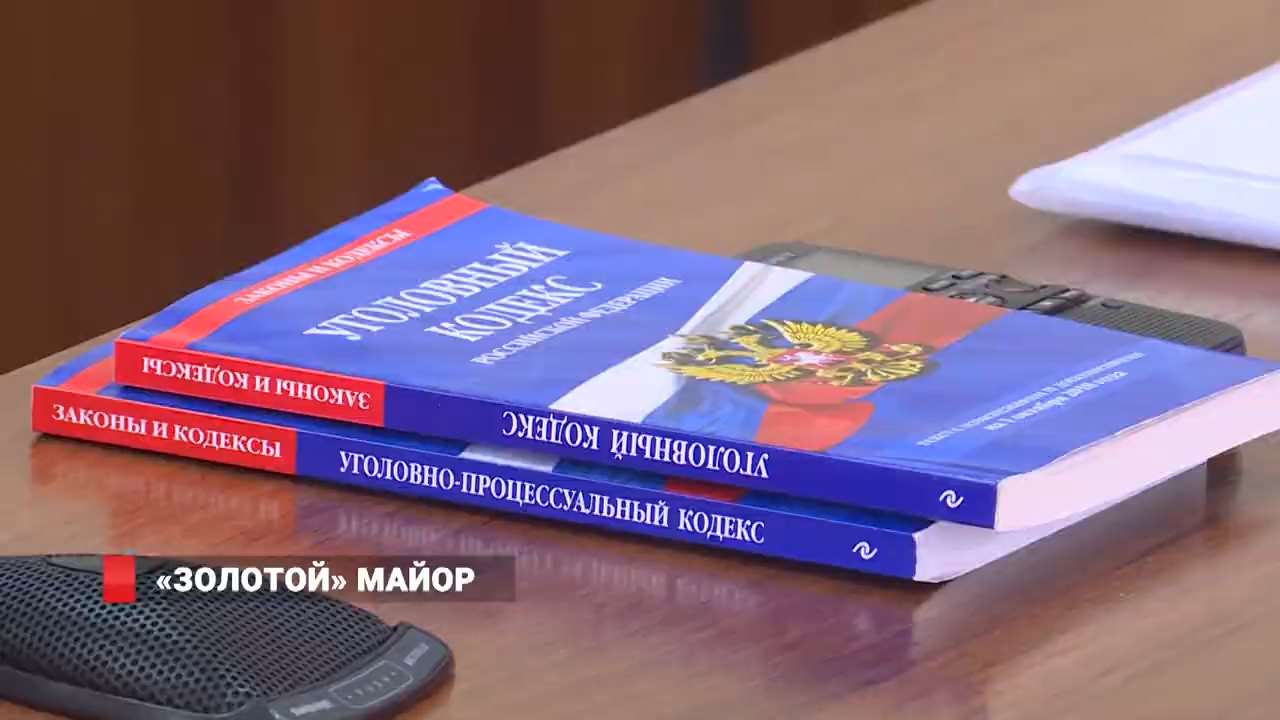 ЗАКОНЫ И КОДЕКСЫ
УГОЛОВНЫЙ
КОДЕКС
РОССИЙСКОЙ ФЕДЕРАЦИИ
ЗАКОНЫ И КОДЕКСЫ
УГОЛОВНЫЙ КОДЕКС
ЗАКОНЫ И КОДЕКСЫ
УГОЛОВНО-ПРОЦЕССУАЛЬНЫЙ КОДЕКС
«ЗОЛОТОЙ» МАЙОР